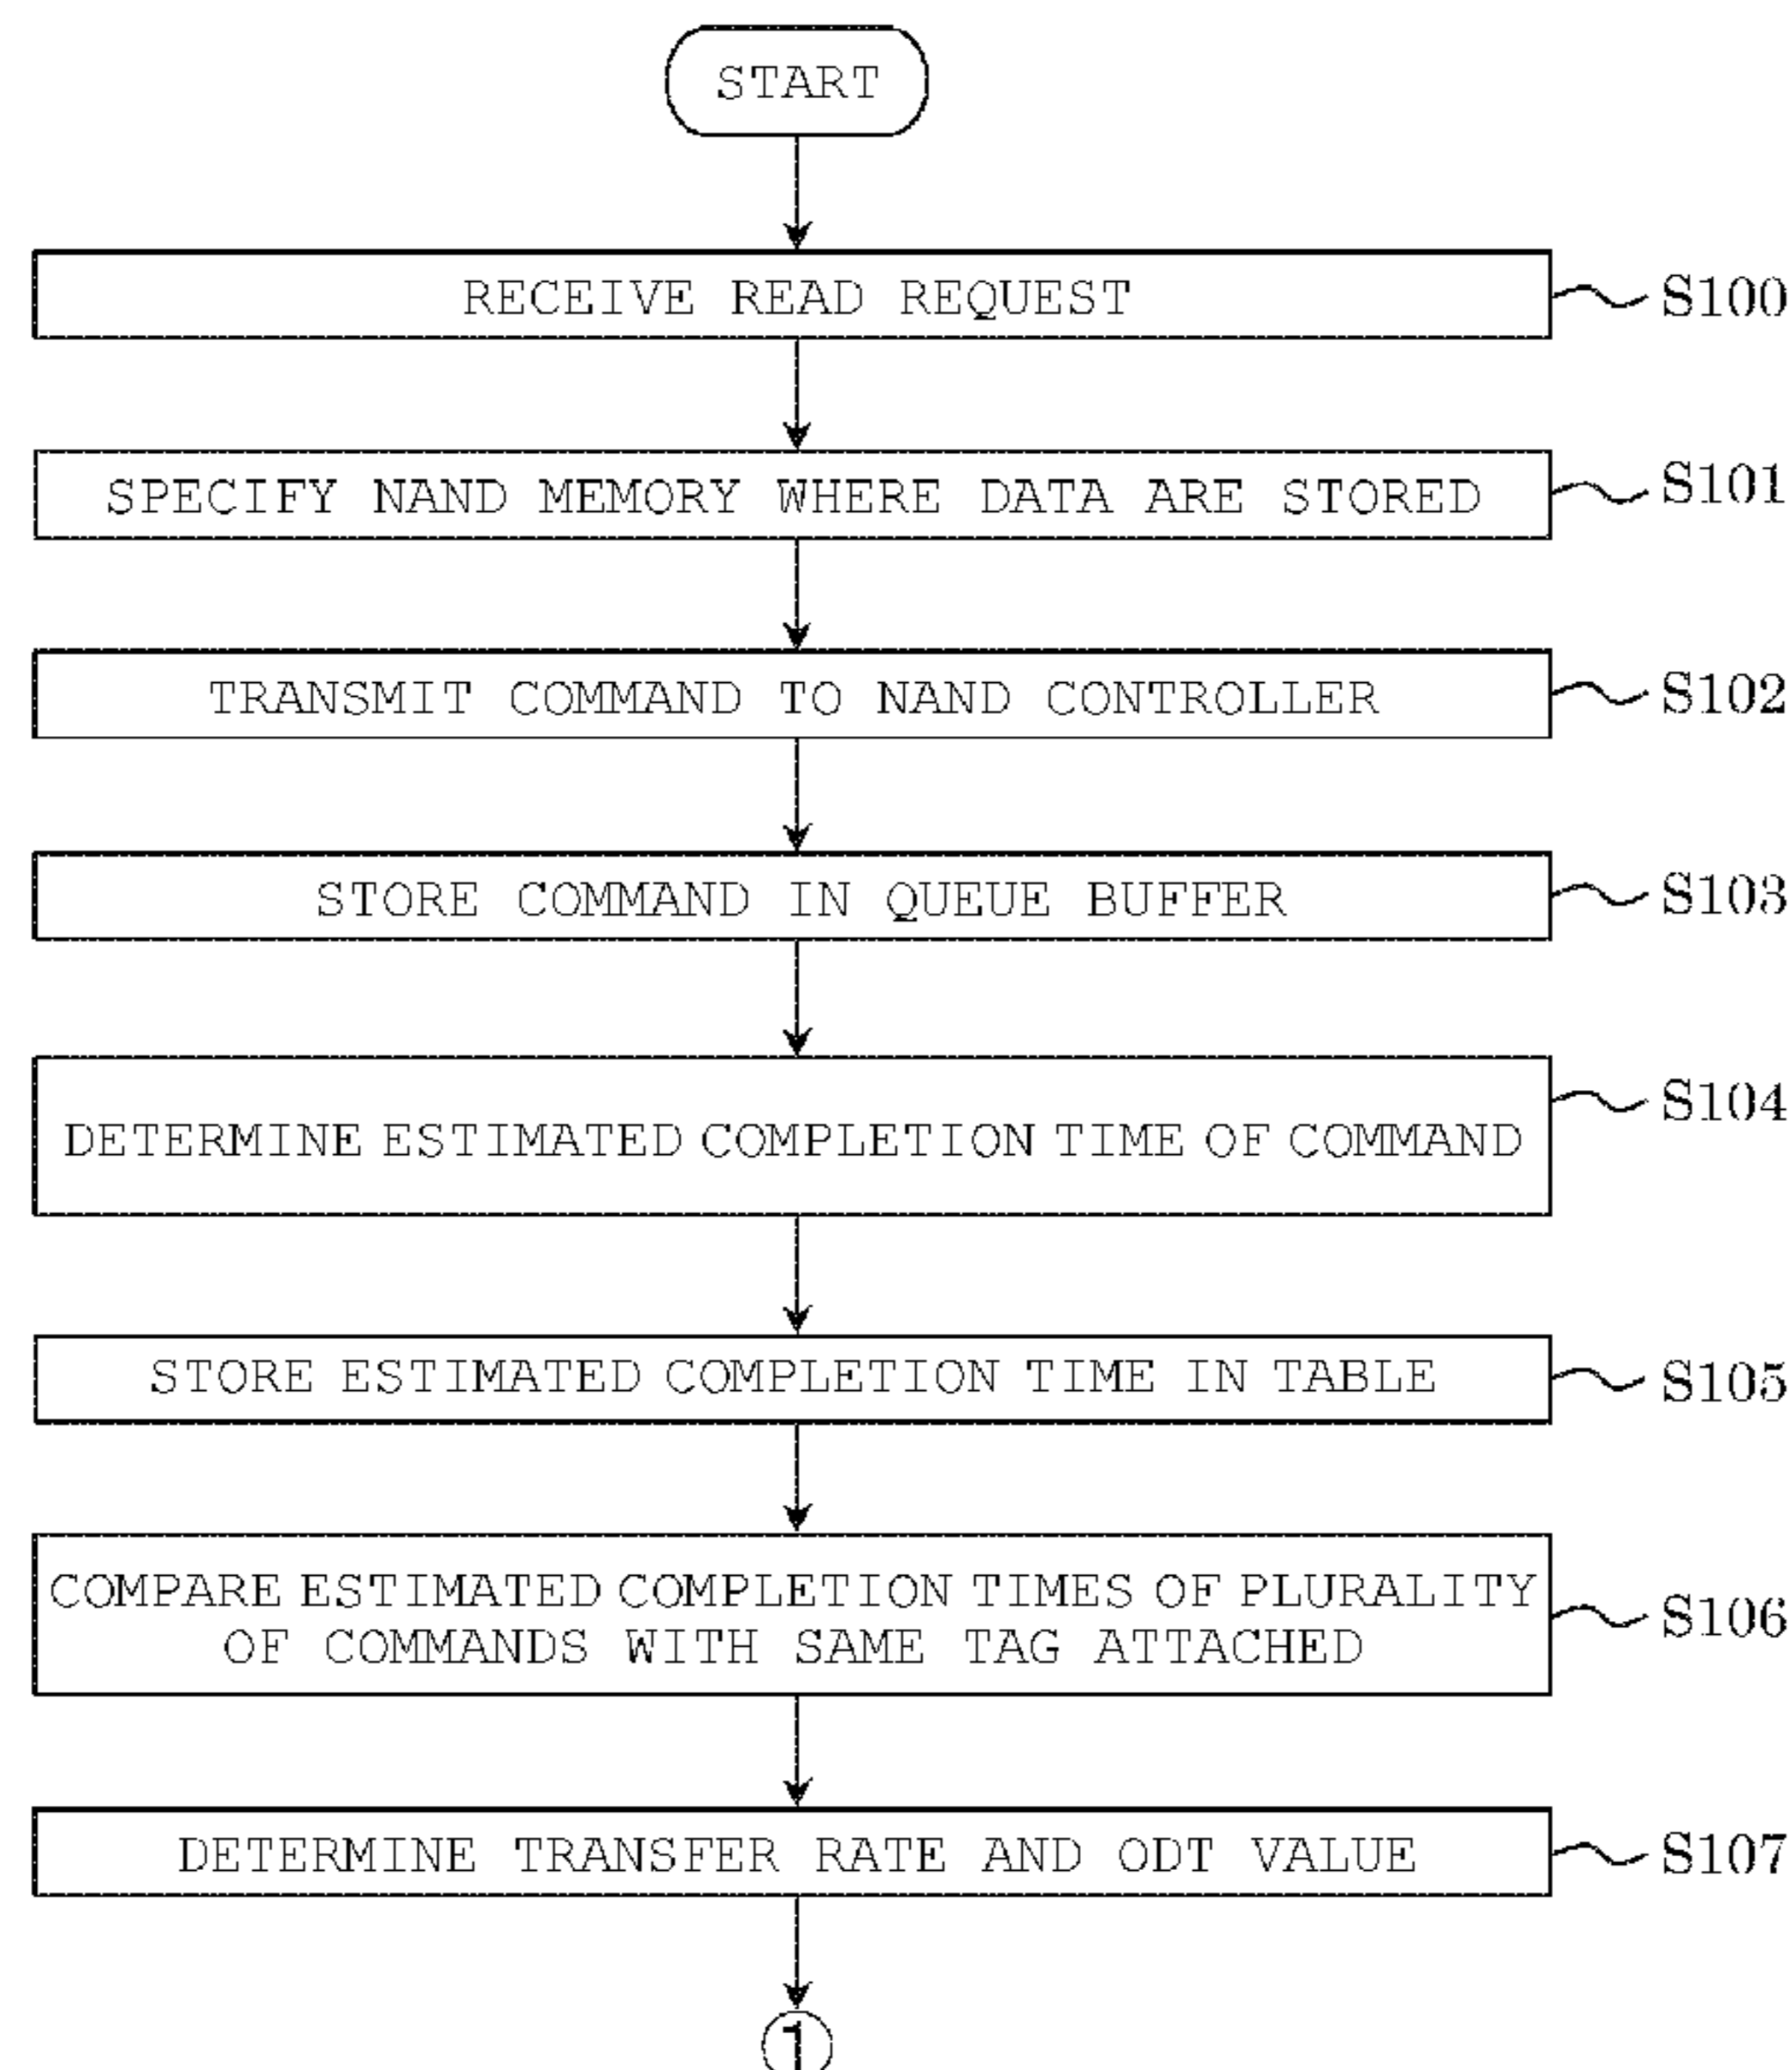 START
RECEIVE READ REQUEST
S100
SPECIFY NAND MEMORY WHERE DATA ARE STORED
S101
TRANSMIT COMMAND TO NAND CONTROLLER
S102
STORE COMMAND IN QUEUE BUFFER
S103
DETERMINE ESTIMATED COMPLETION TIME OF COMMAND
S104
STORE ESTIMATED COMPLETION TIME IN TABLE
S105
COMPARE ESTIMATED COMPLETION TIMES OF PLURALITY
OF COMMANDS WITH SAME TAG ATTACHED
S106
DETERMINE TRANSFER RATE AND ODT VALUE
S107
1